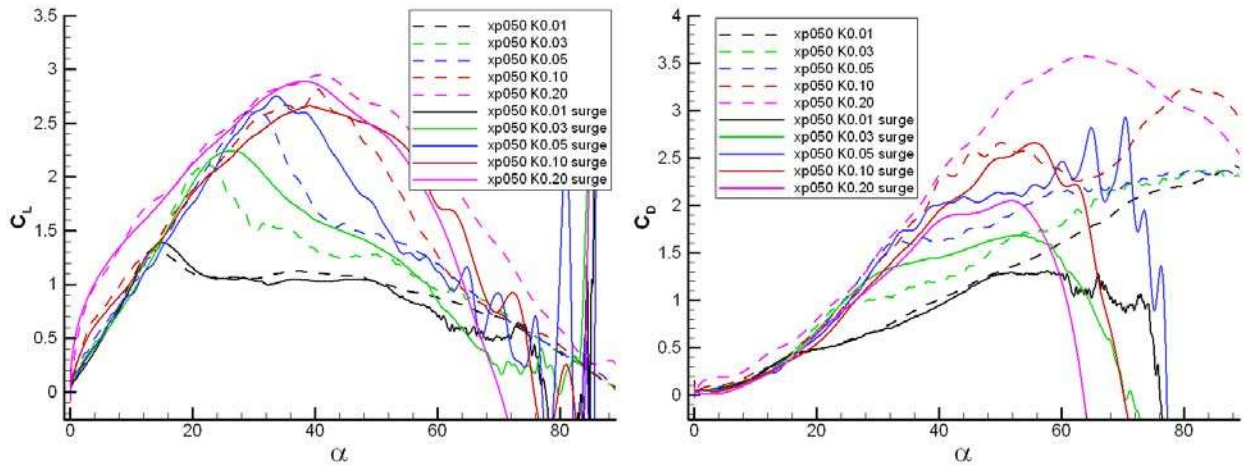 3.5
3
2.5
2
1.5
1
0.5
0
C_L
xp050 K0.01
xp050 K0.03
xp050 K0.05
xp050 K0.10
xp050 K0.20
xp050 K0.01 surge
xp050 K0.03 surge
xp050 K0.05 surge
xp050 K0.10 surge
xp050 K0.20 surge
0 20 40 60 80
α
4
3.5
3
2.5
2
1.5
1
0.5
0
C_D
xp050 K0.01
xp050 K0.03
xp050 K0.05
xp050 K0.10
xp050 K0.20
xp050 K0.01 surge
xp050 K0.03 surge
xp050 K0.05 surge
xp050 K0.10 surge
xp050 K0.20 surge
0 20 40 60 80
α